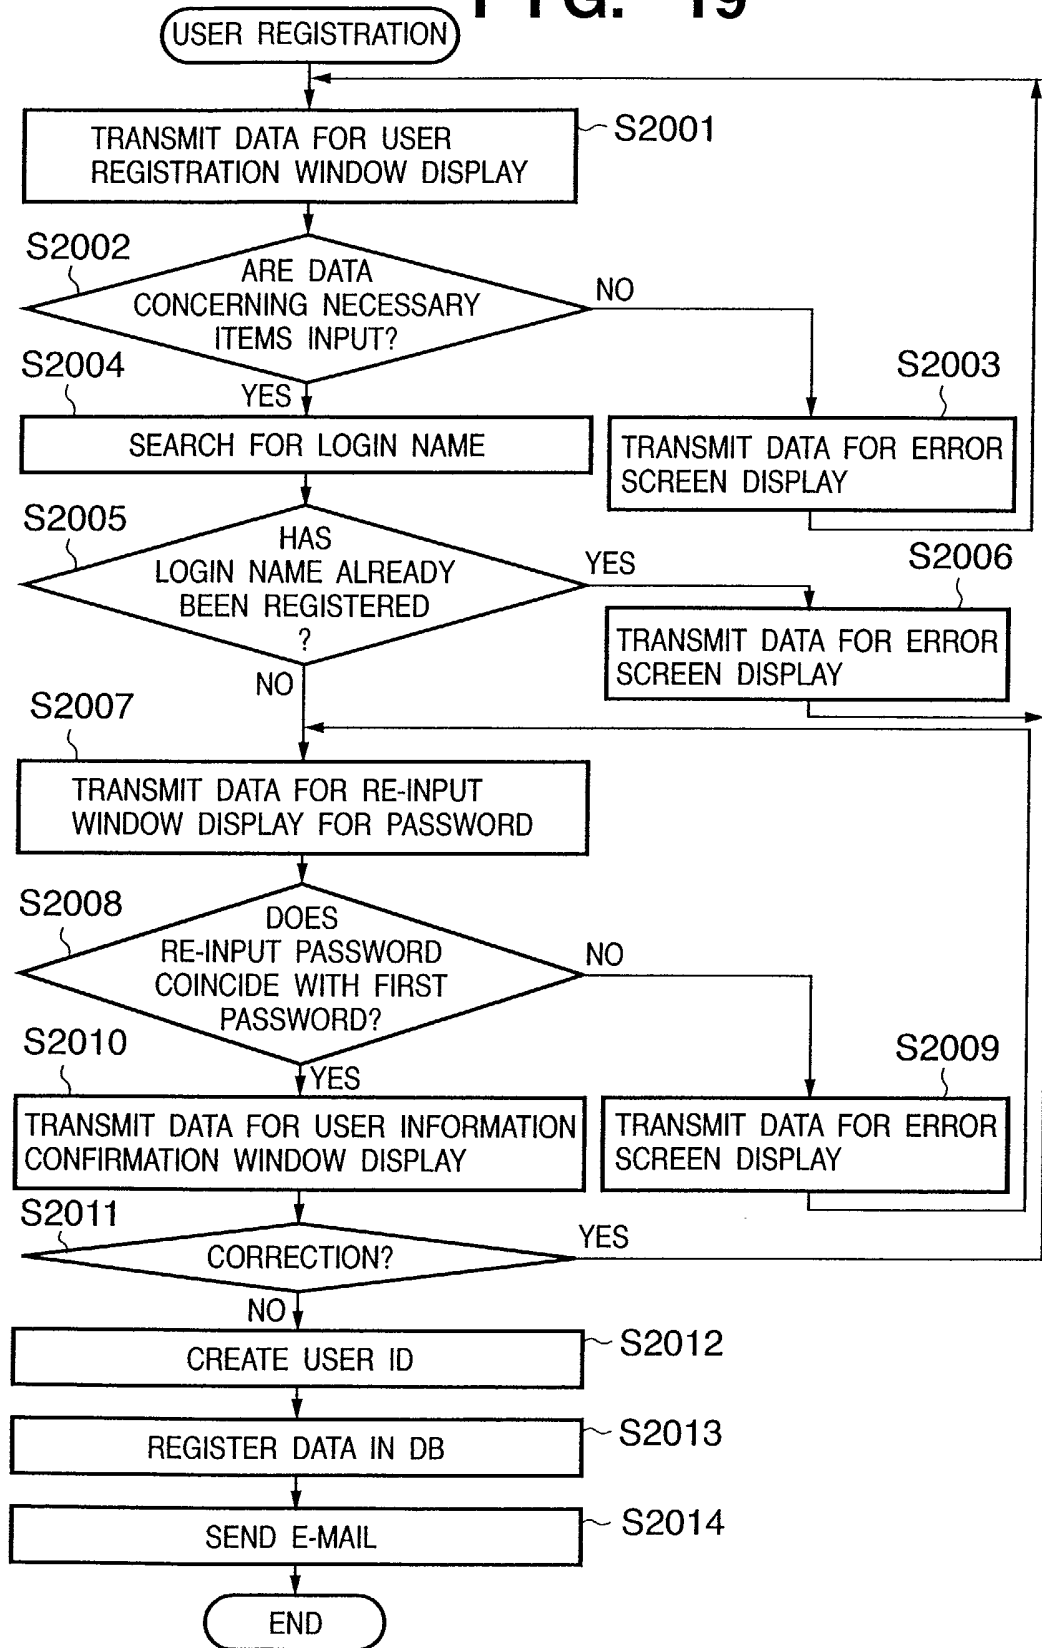 FIG. 19
USER REGISTRATION
TRANSMIT DATA FOR USER
REGISTRATION WINDOW DISPLAY
S2001
S2002
ARE DATA
CONCERNING NECESSARY
ITEMS INPUT?
NO
YES
S2003
TRANSMIT DATA FOR ERROR
SCREEN DISPLAY
S2004
SEARCH FOR LOGIN NAME
S2005
HAS
LOGIN NAME ALREADY
BEEN REGISTERED
?
YES
NO
S2006
TRANSMIT DATA FOR ERROR
SCREEN DISPLAY
S2007
TRANSMIT DATA FOR RE-INPUT
WINDOW DISPLAY FOR PASSWORD
S2008
DOES
RE-INPUT PASSWORD
COINCIDE WITH FIRST
PASSWORD?
NO
YES
S2009
TRANSMIT DATA FOR ERROR
SCREEN DISPLAY
S2010
TRANSMIT DATA FOR USER INFORMATION
CONFIRMATION WINDOW DISPLAY
S2011
CORRECTION?
YES
NO
CREATE USER ID
S2012
REGISTER DATA IN DB
S2013
SEND E-MAIL
S2014
END